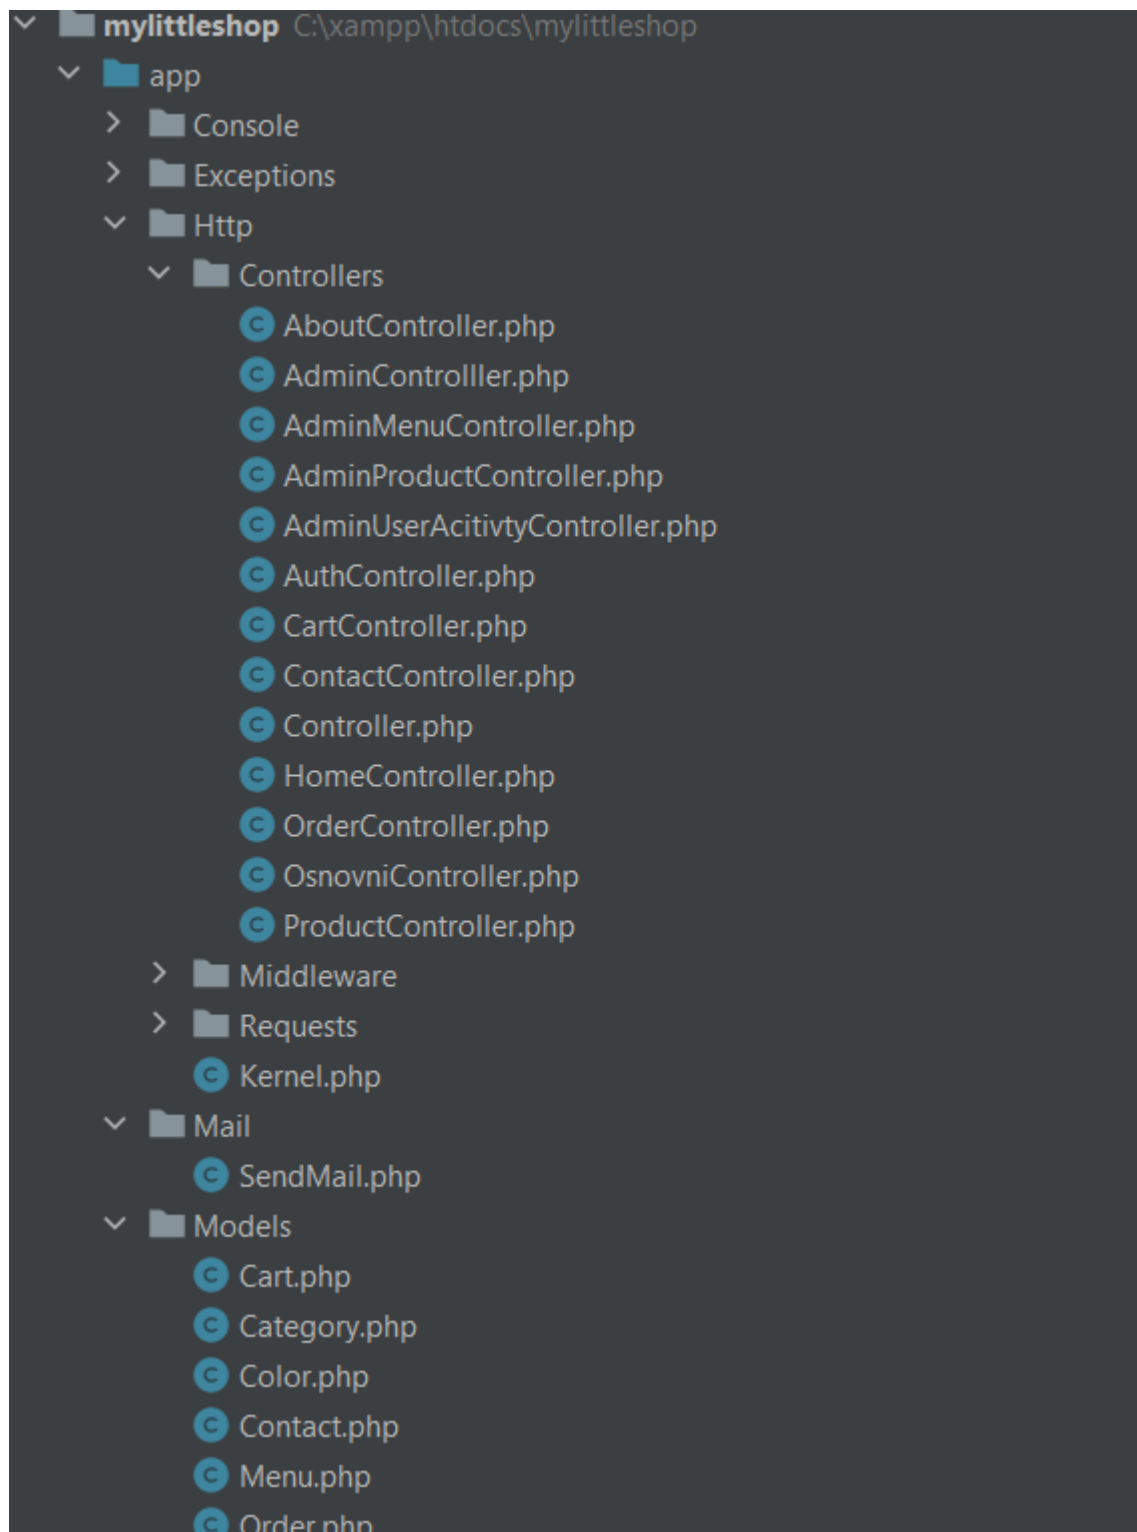 mylittleshop C:\xampp\htdocs\mylittleshop
app
Console
Exceptions
Http
Controllers
AboutController.php
AdminControlller.php
AdminMenuController.php
AdminProductController.php
AdminUserAcitivtyController.php
AuthController.php
CartController.php
ContactController.php
Controller.php
HomeController.php
OrderController.php
OsnovniController.php
ProductController.php
Middleware
Requests
Kernel.php
Mail
SendMail.php
Models
Cart.php
Category.php
Color.php
Contact.php
Menu.php
Order.php